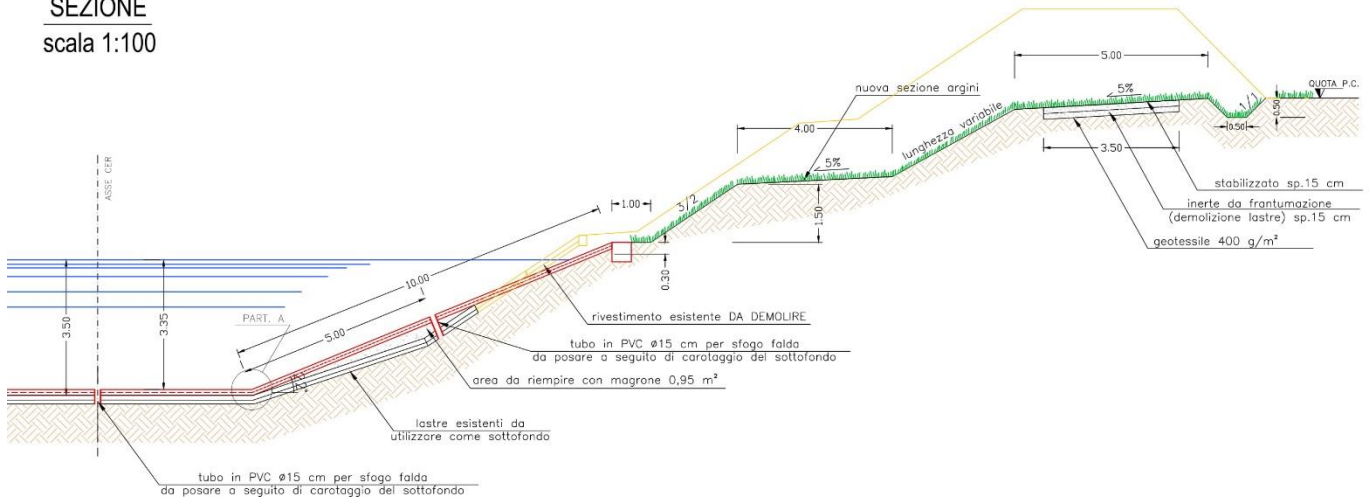 SEZIONE
scala 1:100
5.00
QUOTA P.C.
nuova sezione argini
5%
1/1
0.50
4.00
lunghezza variabile
0.50
3.50
ASSE CER
5%
stabilizzato sp.15 cm
1.00
3/2
1.50
inerte da frantumazione
(demolizione lastre) sp.15 cm
geotessile 400 g/m²
0.30
10.00
3.50
3.35
PART. A
5.00
rivestimento esistente DA DEMOLIRE
tubo in PVC ø15 cm per sfogo falda
da posare a seguito di carotaggio del sottofondo
area da riempire con magrone 0,95 m²
lastre esistenti da
utilizzare come sottofondo
tubo in PVC ø15 cm per sfogo falda
da posare a seguito di carotaggio del sottofondo